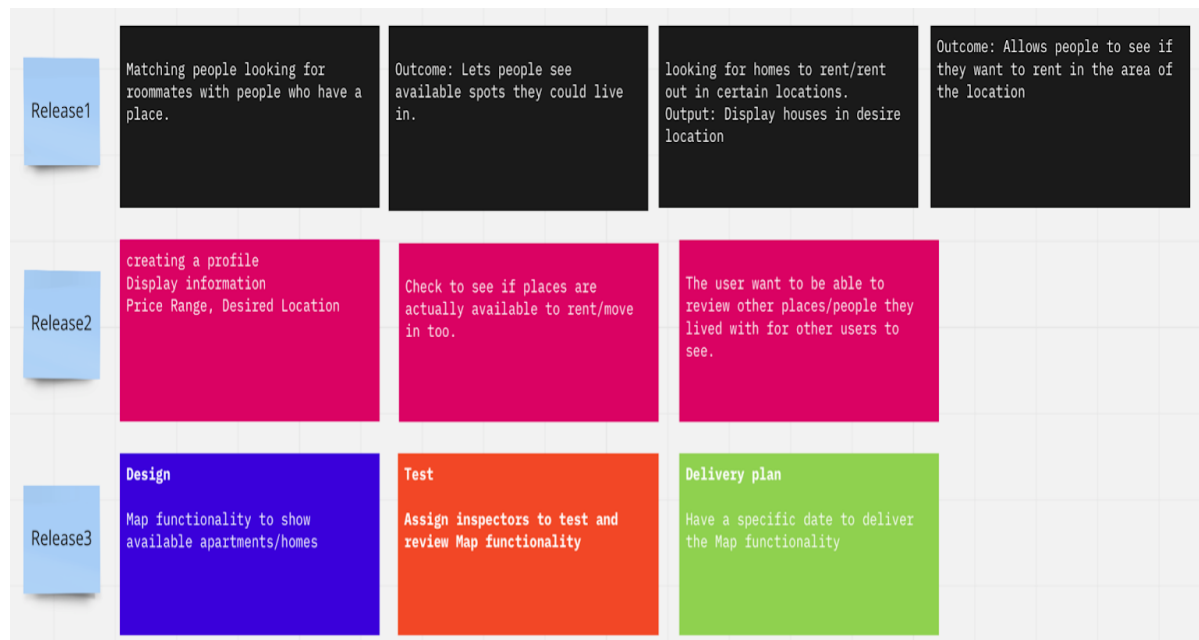 Release1
Matching people looking for
roommates with people who have a
place.
Outcome: Lets people see
available spots they could live
in.
looking for homes to rent/rent
out in certain locations.
Output: Display houses in desire
location
Outcome: Allows people to see if
they want to rent in the area of
the location
Release2
creating a profile
Display information
Price Range, Desired Location
Check to see if places are
actually available to rent/move
in too.
The user want to be able to
review other places/people they
lived with for other users to
see.
Release3
Design
Map functionality to show
available apartments/homes
Test
Assign inspectors to test and
review Map functionality
Delivery plan
Have a specific date to deliver
the Map functionality